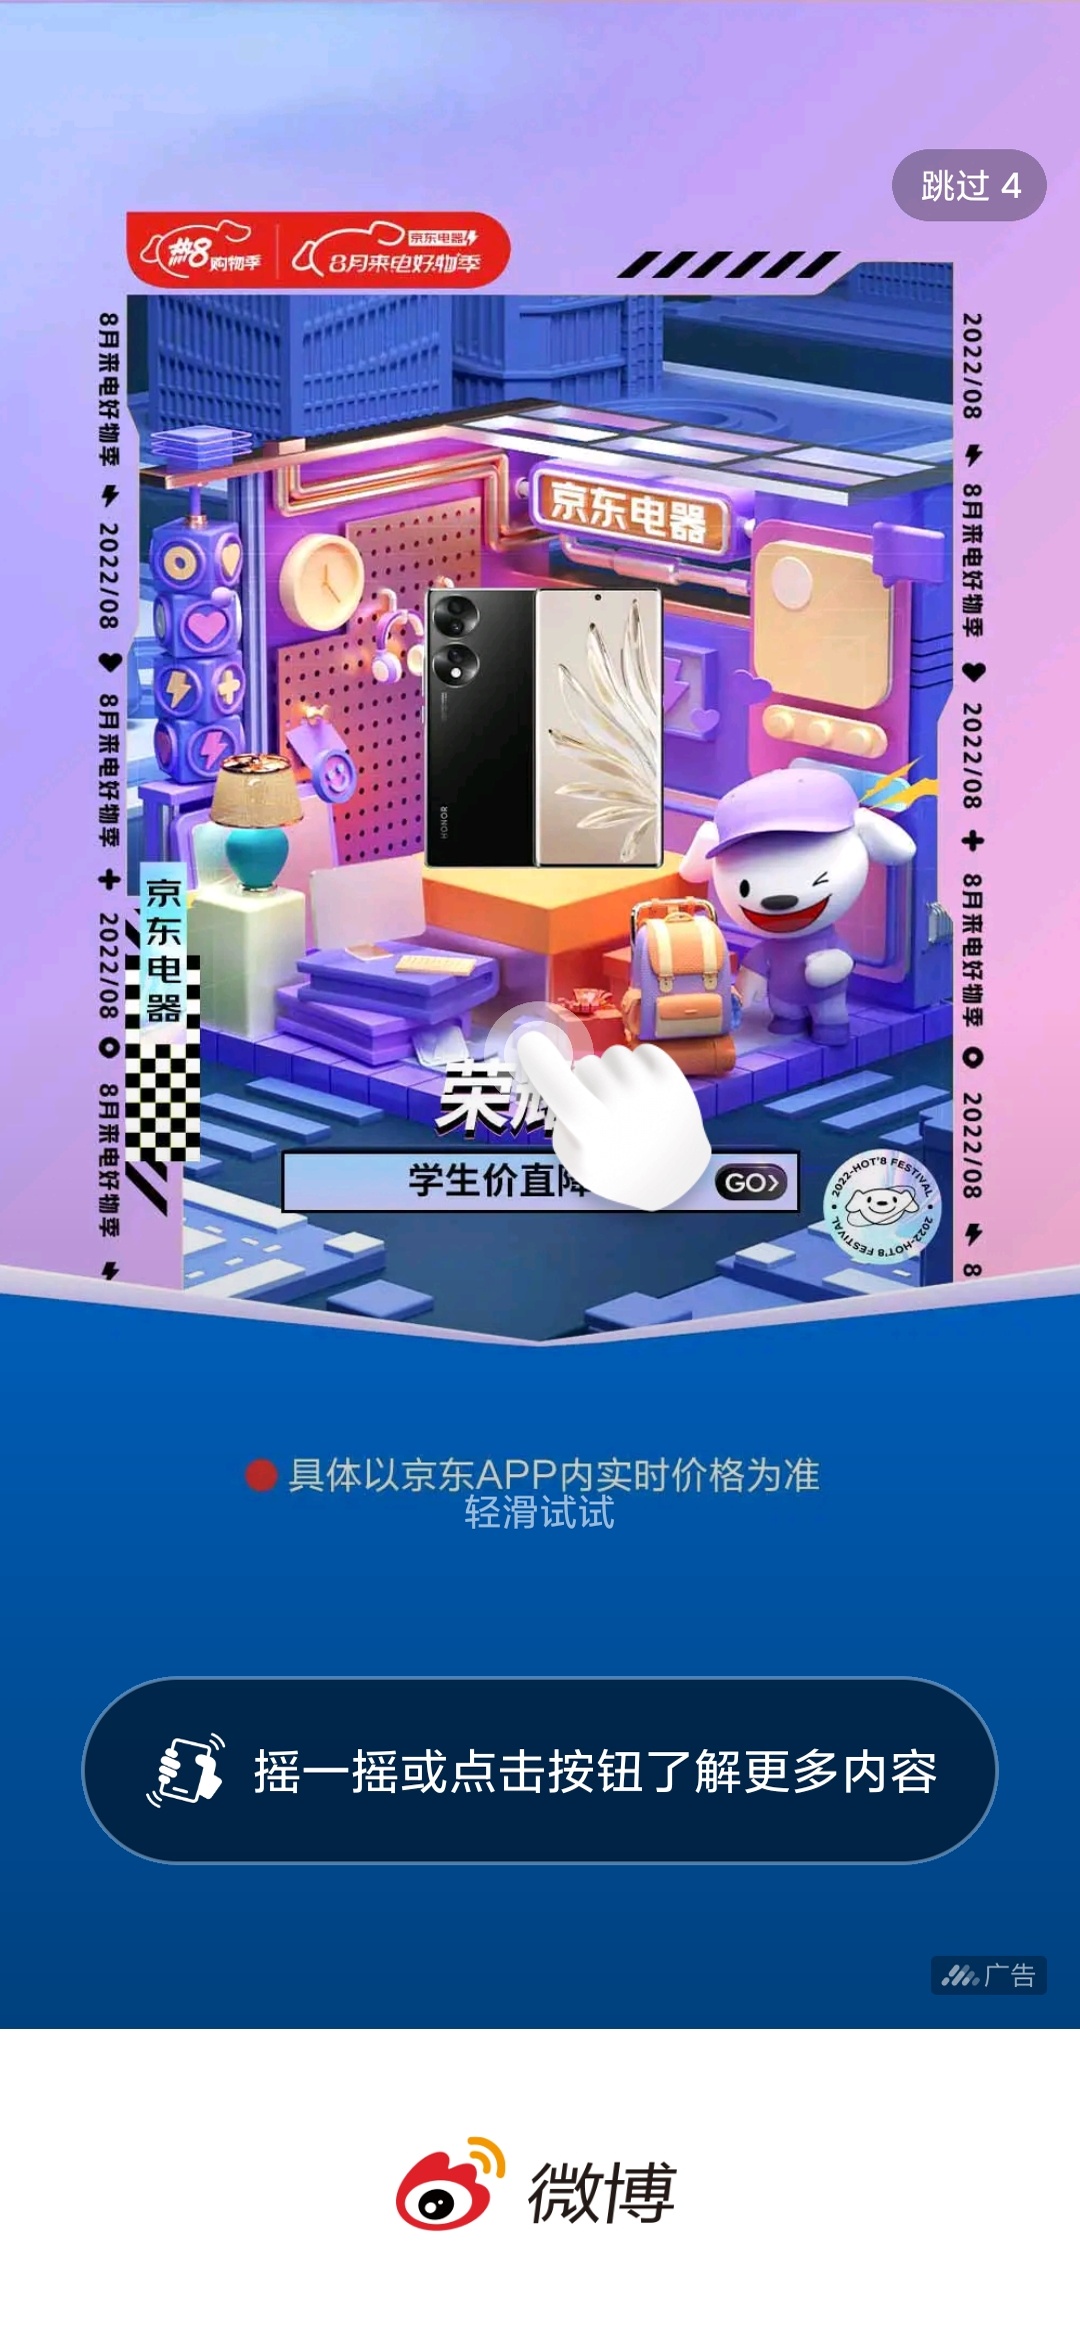 跳过 4
热8购物季
京东电器
8月来电好物季
8月来电好物季 2022/08 8月来电好物季 2022/08 8月来电好物季
2022/08 8月来电好物季 2022/08 8月来电好物季 2022/08 8
京东电器
HONOR
京东电器
荣耀
学生价直降
GO>
2022-HOT'8 FESTIVAL
2022-HOT'8 FESTIVAL
具体以京东APP内实时价格为准
轻滑试试
摇一摇或点击按钮了解更多内容
广告
微博